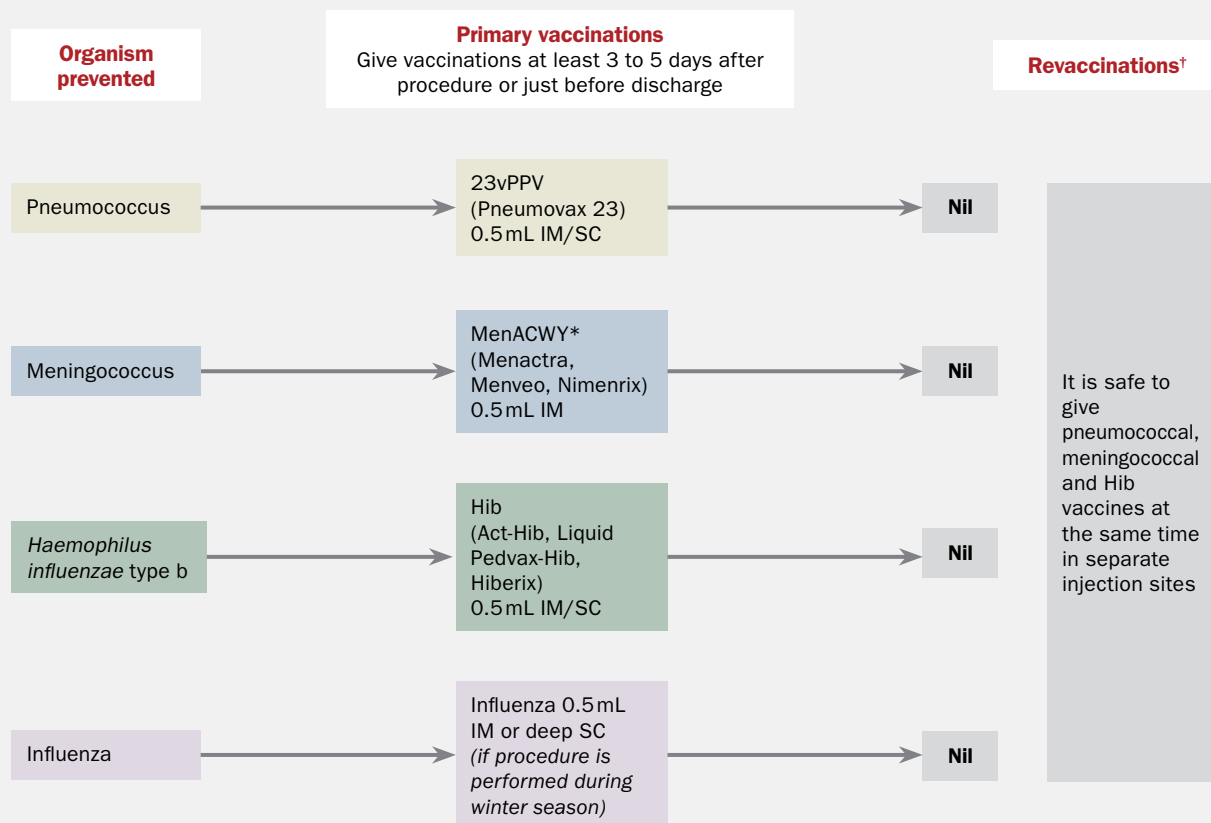 Organism
prevented
Primary vaccinations
Give vaccinations at least 3 to 5 days after
procedure or just before discharge
Revaccinations†
Pneumococcus
23vPPV
(Pneumovax 23)
0.5 mL IM/SC
Nil
Meningococcus
MenACWY*
(Menactra,
Menveo, Nimenrix)
0.5 mL IM
Nil
Haemophilus
influenzae type b
Hib
(Act-Hib, Liquid
Pedvax-Hib,
Hiberix)
0.5 mL IM/SC
Nil
Influenza
Influenza 0.5 mL
IM or deep SC
(if procedure is
performed during
winter season)
Nil
It is safe to
give
pneumococcal,
meningococcal
and Hib
vaccines at
the same time
in separate
injection sites